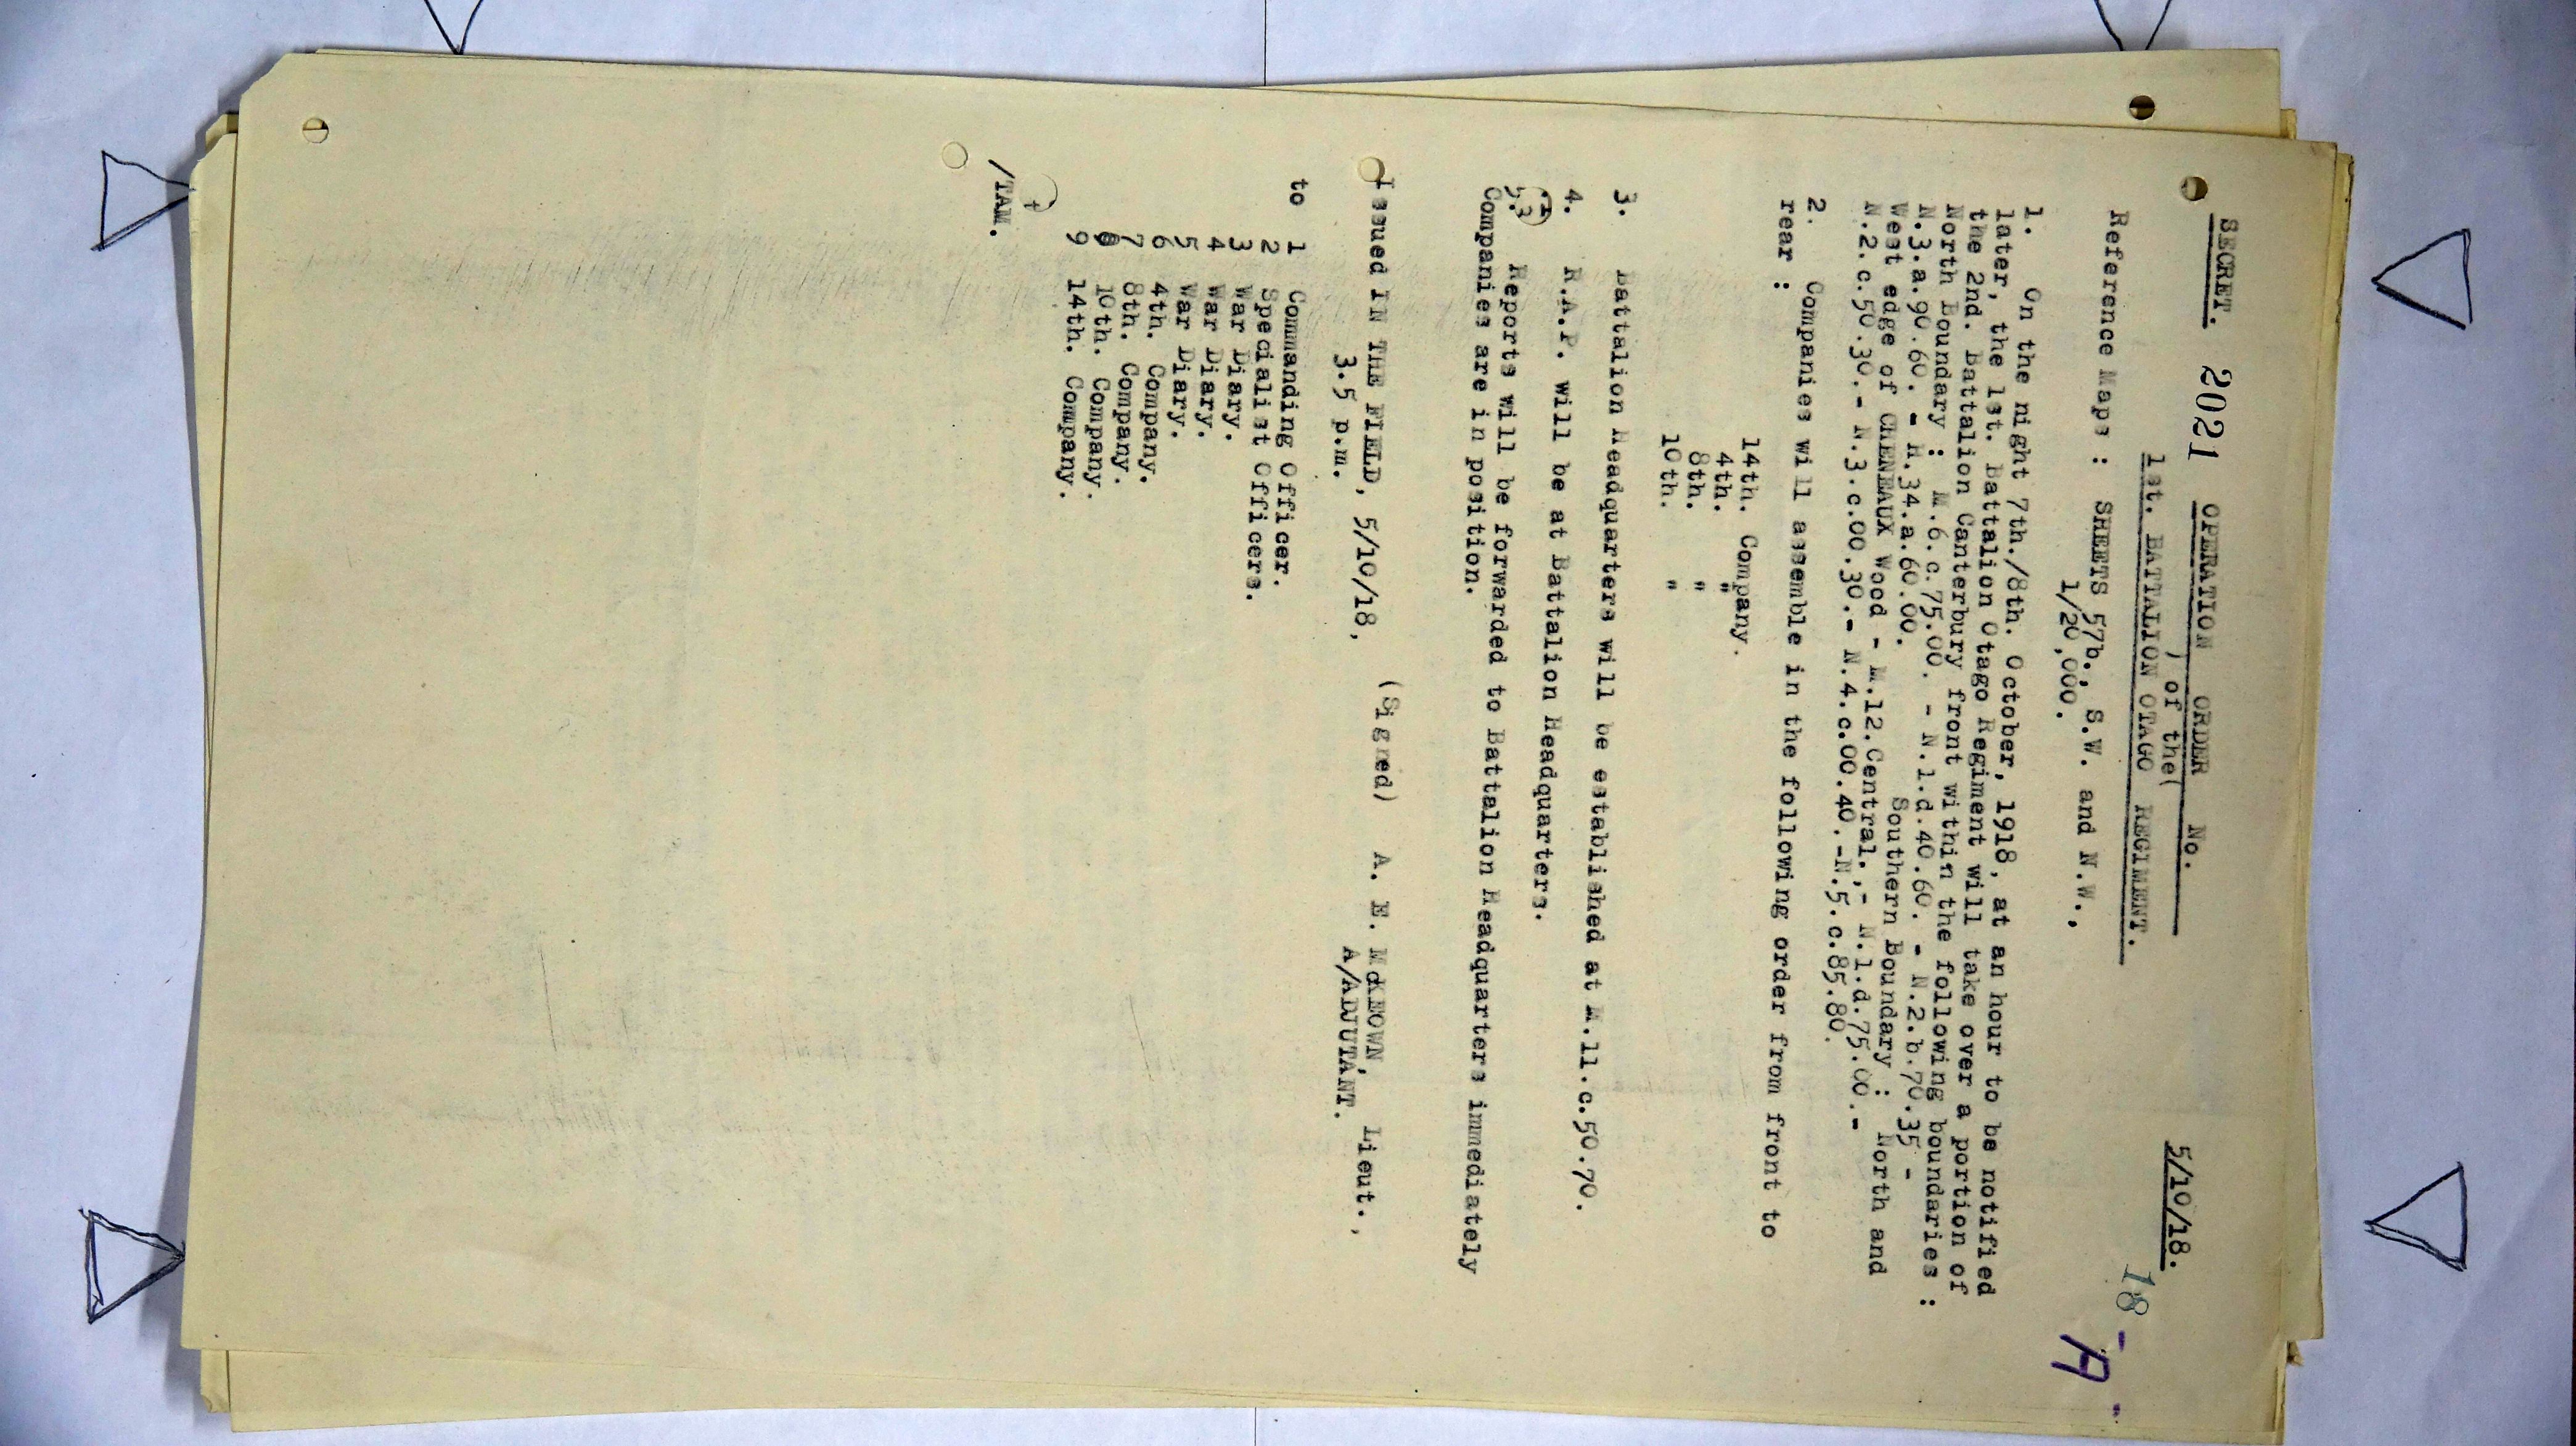 SECRET. 2021 OPERATION ORDER No.
) of the(
1st. BATTALION OTAGO REGIMENT.
5/10/18.
18
-A-
Reference Maps : SHEETS 57b., S.W. and N.W.,
1/20,000.
1. On the night 7th./8th. October, 1918, at an hour to be notified
later, the 1st. Battalion Otago Regiment will take over a portion of
the 2nd. Battalion Canterbury front within the following boundaries :
North Boundary : M.6.c.75.00. - N.1.d.40.60. - N.2.b.70.35 -
N.3.a.90.60. - H.34.a.60.00. Southern Boundary : North and
West edge of CHENEAUX Wood - M.12.Central,- N.1.d.75.00.-
N.2.c.50.30.- N.3.c.00.30.- N.4.c.00.40.-N.5.c.85.80.
2. Companies will assemble in the following order from front to
rear :
14th. Company.
4th. "
8th. "
10th. "
3. Battalion Headquarters will be established at M.11.c.50.70.
4. R.A.P. will be at Battalion Headquarters.
5. Reports will be forwarded to Battalion Headquarters immediately
Companies are in position.
(Signed) A. E. McKEOWN, Lieut.,
A/ADJUTANT.
Issued IN THE FIELD, 5/10/18,
3.5 p.m.
to 1 Commanding Officer.
2 Specialist Officers.
3 War Diary.
4 War Diary.
5 War Diary.
6 4th. Company.
7 8th. Company.
8 10th. Company.
9 14th. Company.
/TAM.